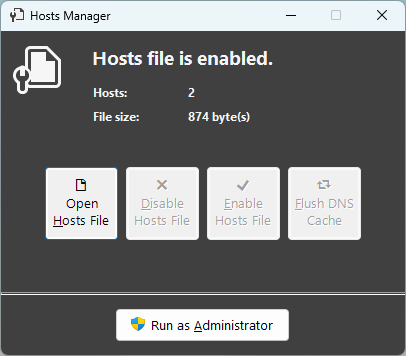 Hosts Manager
Hosts file is enabled.
Hosts: 2
File size: 874 byte(s)
Open
Hosts File
Disable
Hosts File
Enable
Hosts File
Flush DNS
Cache
Run as Administrator